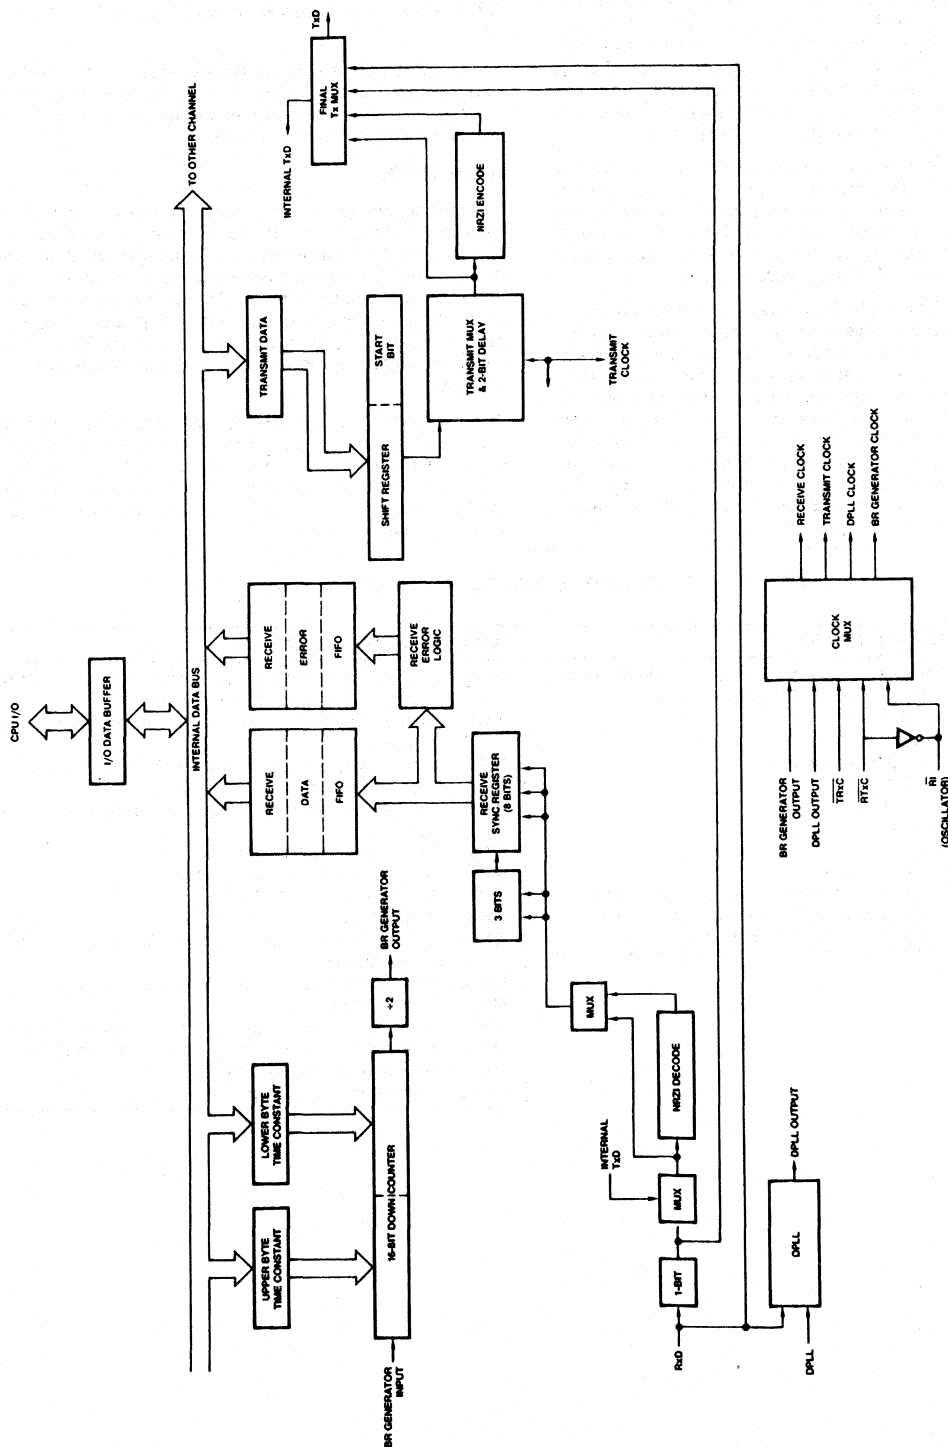 CPU I/O
I/O DATA BUFFER
INTERNAL DATA BUS
TO OTHER CHANNEL
UPPER BYTE
TIME CONSTANT
LOWER BYTE
TIME CONSTANT
BR GENERATOR
INPUT
16-BIT DOWN COUNTER
÷2
BR GENERATOR
OUTPUT
RECEIVE
DATA
FIFO
RECEIVE
ERROR
FIFO
RECEIVE
ERROR
LOGIC
3 BITS
RECEIVE
SYNC REGISTER
(8 BITS)
TRANSMIT DATA
SHIFT REGISTER
START
BIT
TRANSMIT MUX
& 2-BIT DELAY
TRANSMIT
CLOCK
NRZI ENCODE
INTERNAL TxD
FINAL
Tx MUX
TxD
RxD
1-BIT
MUX
INTERNAL
TxD
NRZI DECODE
MUX
DPLL
DPLL
DPLL OUTPUT
BR GENERATOR
OUTPUT
DPLL OUTPUT
T̅R̅x̅C̅
R̅T̅x̅C̅
R̅I̅
(OSCILLATOR)
CLOCK
MUX
RECEIVE CLOCK
TRANSMIT CLOCK
DPLL CLOCK
BR GENERATOR CLOCK